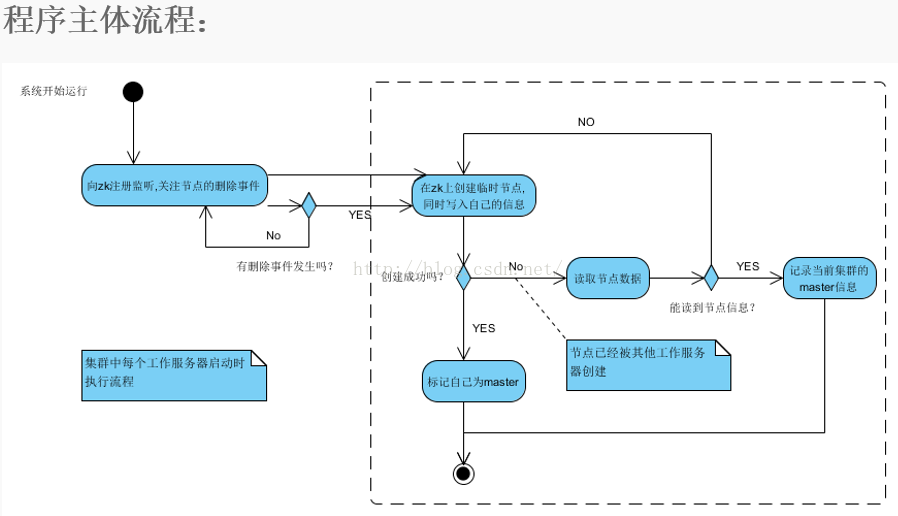 程序主体流程：
系统开始运行
NO
向zk注册监听,关注节点的删除事件
在zk上创建临时节点,
同时写入自己的信息
YES
No
有删除事件发生吗？
http://blog.csdn.net/
创建成功吗？
No
读取节点数据
YES
记录当前集群的
master信息
能读到节点信息？
YES
集群中每个工作服务器启动时
执行流程
节点已经被其他工作服务
器创建
标记自己为master